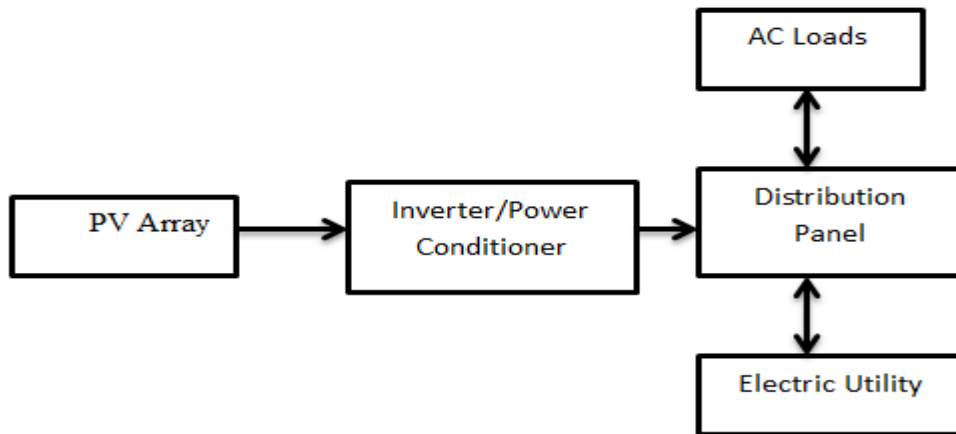 AC Loads
PV Array
Inverter/Power
Conditioner
Distribution
Panel
Electric Utility